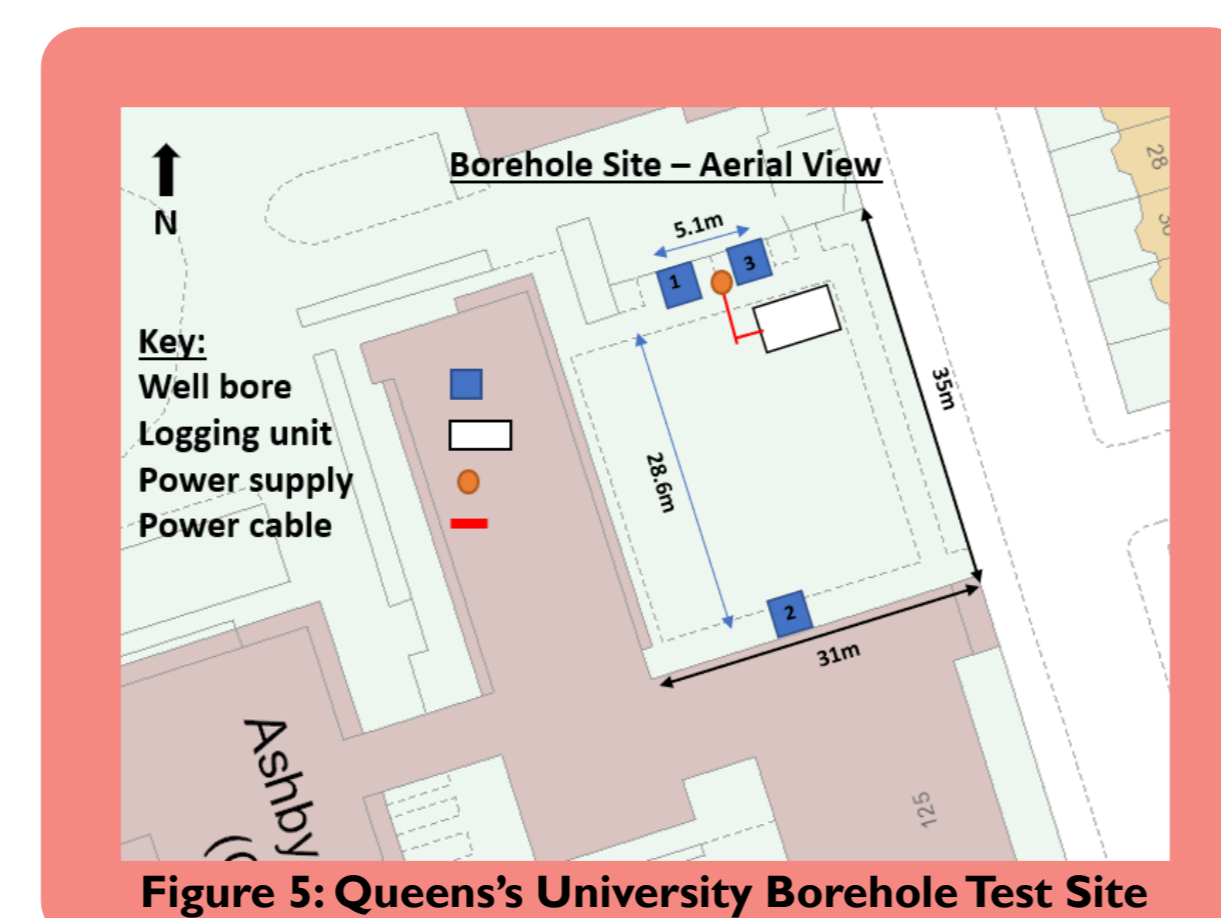 Borehole Site – Aerial View
N
5.1m
1
3
28
30
Key:
Well bore
Logging unit
Power supply
Power cable
35m
28.6m
2
31m
Ashby
125
Figure 5: Queens's University Borehole Test Site